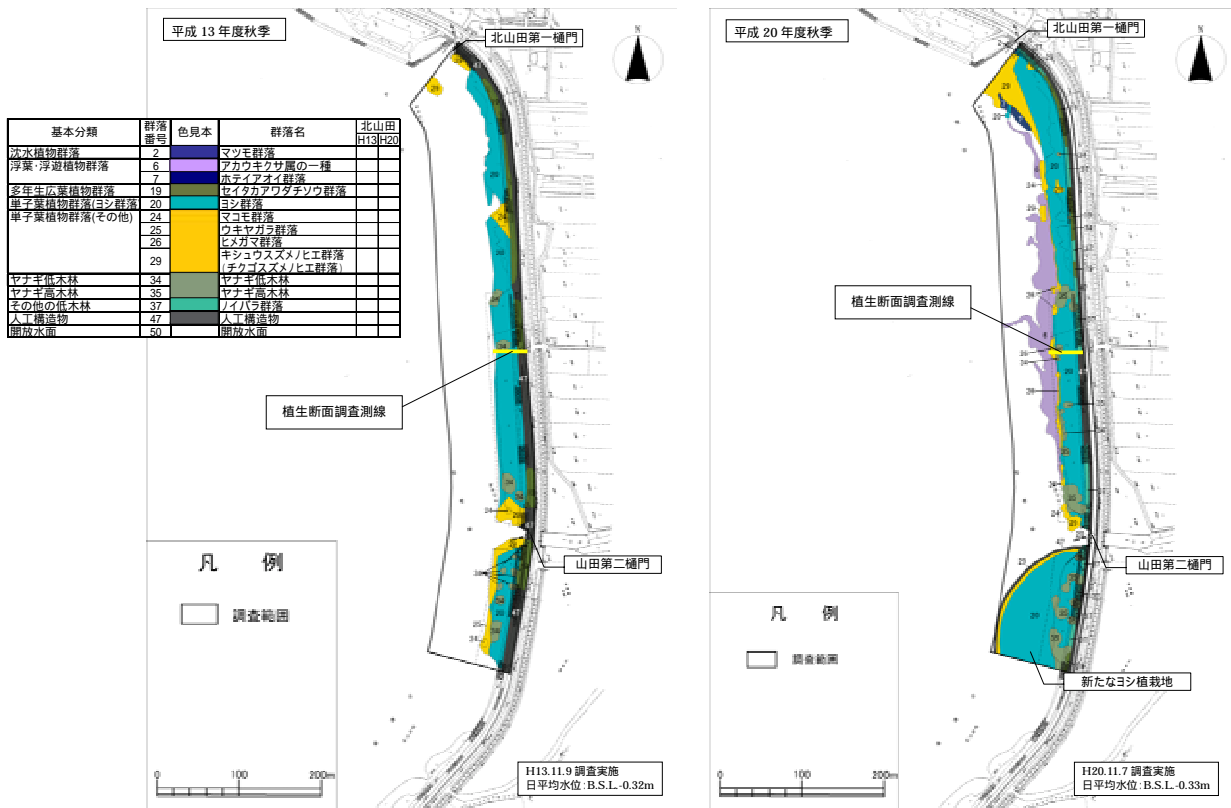 平成 13 年度秋季
北山田第一樋門
N
基本分類 群落番号 色見本 群落名 北山田 H13 H20
沈水植物群落 2 マツモ群落
浮葉・浮遊植物群落 6 アカウキクサ属の一種
7 ホテイアオイ群落
多年生広葉植物群落 19 セイタカアワダチソウ群落
単子葉植物群落(ヨシ群落 20 ヨシ群落
単子葉植物群落(その他) 24 マコモ群落
25 ウキヤガラ群落
26 ヒメガマ群落
29 キシュウスズメノヒエ群落
(チクゴスズメノヒエ群落)
ヤナギ低木林 34 ヤナギ低木林
ヤナギ高木林 35 ヤナギ高木林
その他の低木林 37 ノイバラ群落
人工構造物 47 人工構造物
開放水面 50 開放水面
植生断面調査測線
山田第二樋門
凡 例
調査範囲
0 100 200m
H13.11.9 調査実施
日平均水位:B.S.L.-0.32m
平成 20 年度秋季
北山田第一樋門
N
植生断面調査測線
山田第二樋門
凡 例
調査範囲
新たなヨシ植栽地
0 100 200m
H20.11.7 調査実施
日平均水位:B.S.L.-0.33m